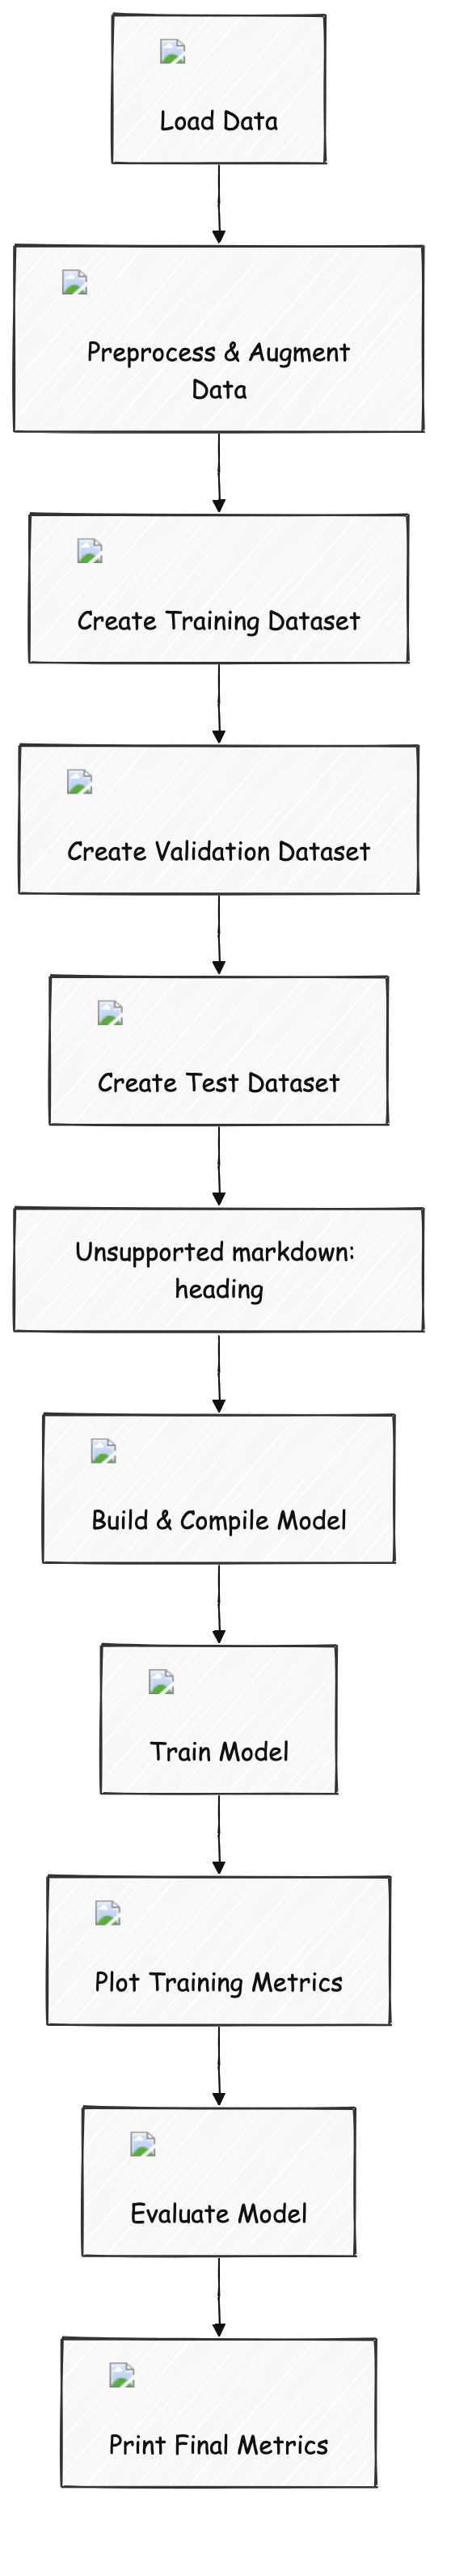 Load Data
Preprocess & Augment
Data
Create Training Dataset
Create Validation Dataset
Create Test Dataset
Unsupported markdown:
heading
Build & Compile Model
Train Model
Plot Training Metrics
Evaluate Model
Print Final Metrics